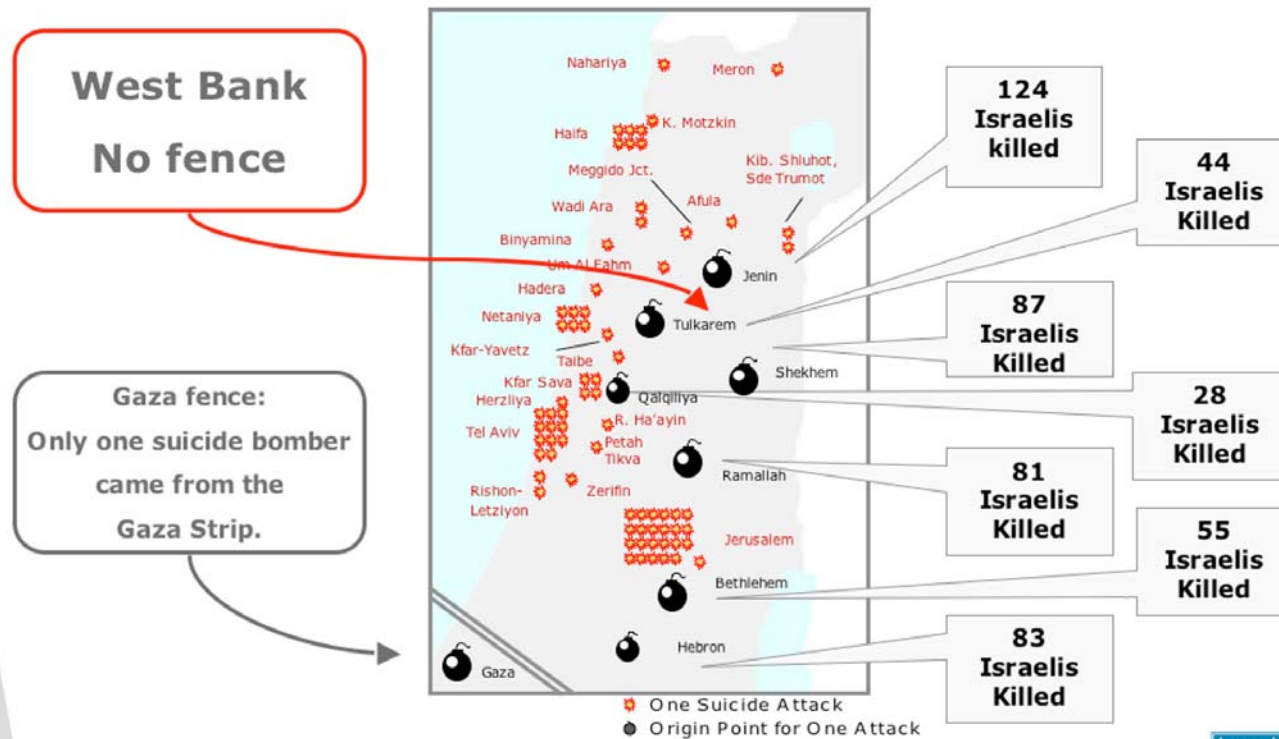 West Bank
No fence
Gaza fence:
Only one suicide bomber
came from the
Gaza Strip.
Nahariya
Meron
K. Motzkin
Haifa
Meggido Jct.
Kib. Shluhot,
Sde Trumot
Wadi Ara
Afula
Binyamina
Um Al Fahm
Jenin
Hadera
Netaniya
Tulkarem
Kfar-Yavetz
Taibe
Shekhem
Kfar Sava
Qalqiliya
Herzliya
R. Ha'ayin
Tel Aviv
Petah
Tikva
Ramallah
Rishon-
Letziyon
Zerifin
Jerusalem
Bethlehem
Hebron
Gaza
One Suicide Attack
Origin Point for One Attack
124
Israelis
killed
44
Israelis
Killed
87
Israelis
Killed
28
Israelis
Killed
81
Israelis
Killed
55
Israelis
Killed
83
Israelis
Killed